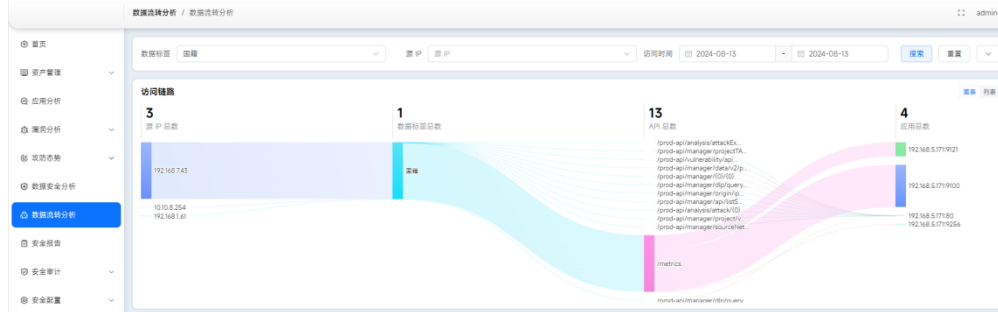 数据流转分析 / 数据流转分析
admin
首页
资产管理
应用分析
漏洞分析
攻防态势
数据安全分析
数据流转分析
安全报告
安全审计
安全配置
数据标签 困籍 源 IP 源 IP 访问时间 2024-08-13 - 2024-08-13 搜索 重置
访问链路
图表 列表
3
源 IP 总数
1
数据标签总数
13
API 总数
4
应用总数
192.168.7.43
10.10.8.254
192.168.1.61
/prod-api/analysis/attackEx...
/prod-api/manager/projectTA...
/prod-api/vulnerability/api...
/prod-api/manager/data/v2/p...
/prod-api/manager/{0}/{0}
/prod-api/manager/dlp/query...
/prod-api/manager/origin/ip...
/prod-api/manager/api/listS...
/prod-api/analysis/attack/{0}
/prod-api/manager/project/v...
/prod-api/manager/sourceNet...
/metrics
/prod-api/manager/dlp/query
192.168.5.171:9121
192.168.5.171:9100
192.168.5.171:80
192.168.5.171:9256